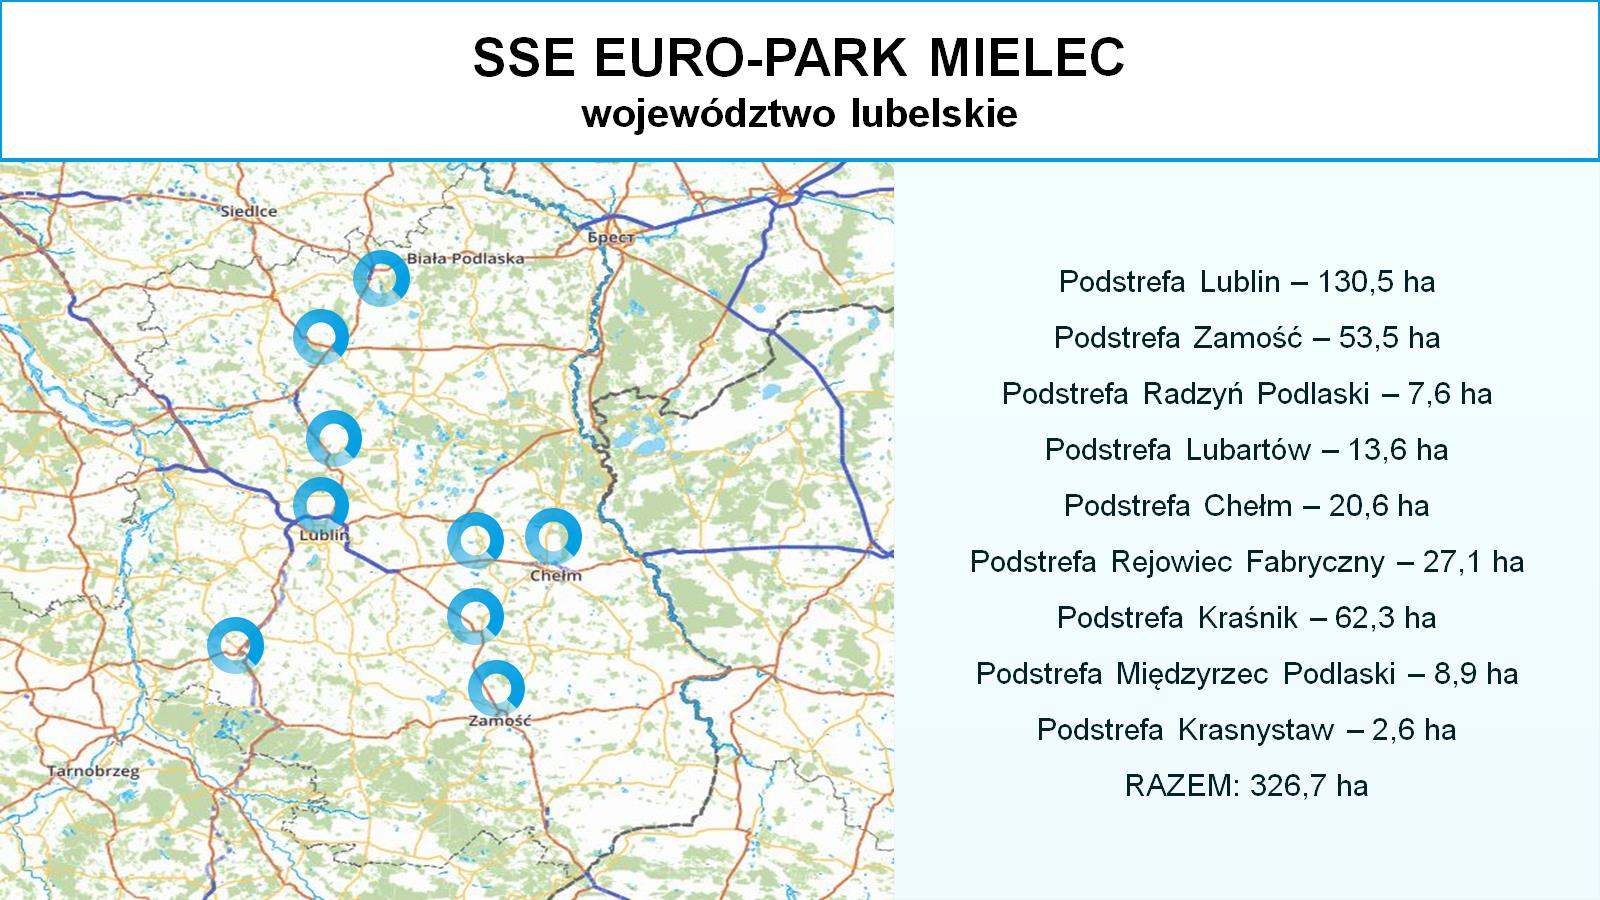 SSE EURO-PARK MIELEC
województwo lubelskie
Siedlce
Брест
Biała Podlaska
Lublin
Chełm
Zamość
Tarnobrzeg
Podstrefa Lublin – 130,5 ha
Podstrefa Zamość – 53,5 ha
Podstrefa Radzyń Podlaski – 7,6 ha
Podstrefa Lubartów – 13,6 ha
Podstrefa Chełm – 20,6 ha
Podstrefa Rejowiec Fabryczny – 27,1 ha
Podstrefa Kraśnik – 62,3 ha
Podstrefa Międzyrzec Podlaski – 8,9 ha
Podstrefa Krasnystaw – 2,6 ha
RAZEM: 326,7 ha